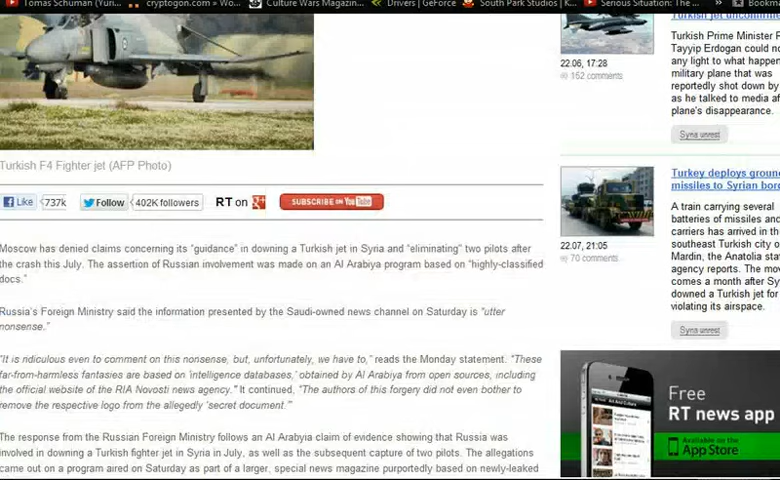 Tomas Schuman (Yuri...
cryptogon.com » Wo...
Culture Wars Magazin...
Drivers | GeForce
South Park Studios | K...
Serious Situation: The ...
»
Bookma
Turkish F4 Fighter jet (AFP Photo)
Like 737k
Follow 402K followers
RT on
SUBSCRIBE ON YouTube
Moscow has denied claims concerning its “guidance” in downing a Turkish jet in Syria and “eliminating” two pilots after
the crash this July. The assertion of Russian involvement was made on an Al Arabiya program based on “highly-classified
docs.”
Russia’s Foreign Ministry said the information presented by the Saudi-owned news channel on Saturday is “utter
nonsense.”
“It is ridiculous even to comment on this nonsense, but, unfortunately, we have to,” reads the Monday statement. “These
far-from-harmless fantasies are based on ‘intelligence databases,’ obtained by Al Arabiya from open sources, including
the official website of the RIA Novosti news agency.” It continued, “The authors of this forgery did not even bother to
remove the respective logo from the allegedly ‘secret document.’”
The response from the Russian Foreign Ministry follows an Al Arabyia claim of evidence showing that Russia was
involved in downing a Turkish fighter jet in Syria in July, as well as the subsequent capture of two pilots. The allegations
came out on a program aired on Saturday as part of a larger, special news magazine purportedly based on newly-leaked
22.06, 17:28
162 comments
Turkish jet unconfirm
Turkish Prime Minister R
Tayyip Erdogan could no
any light to what happen
military plane that was
reportedly shot down by
as he talked to media af
plane’s disappearance.
Syria unrest
22.07, 21:05
70 comments
Turkey deploys ground
missiles to Syrian bord
A train carrying several
batteries of missiles and
carriers has arrived in th
southeast Turkish city o
Mardin, the Anatolia stat
agency reports. The mov
comes a month after Sy
downed a Turkish jet for
violating its airspace.
Syria unrest
Free
RT news app
Available on the
App Store